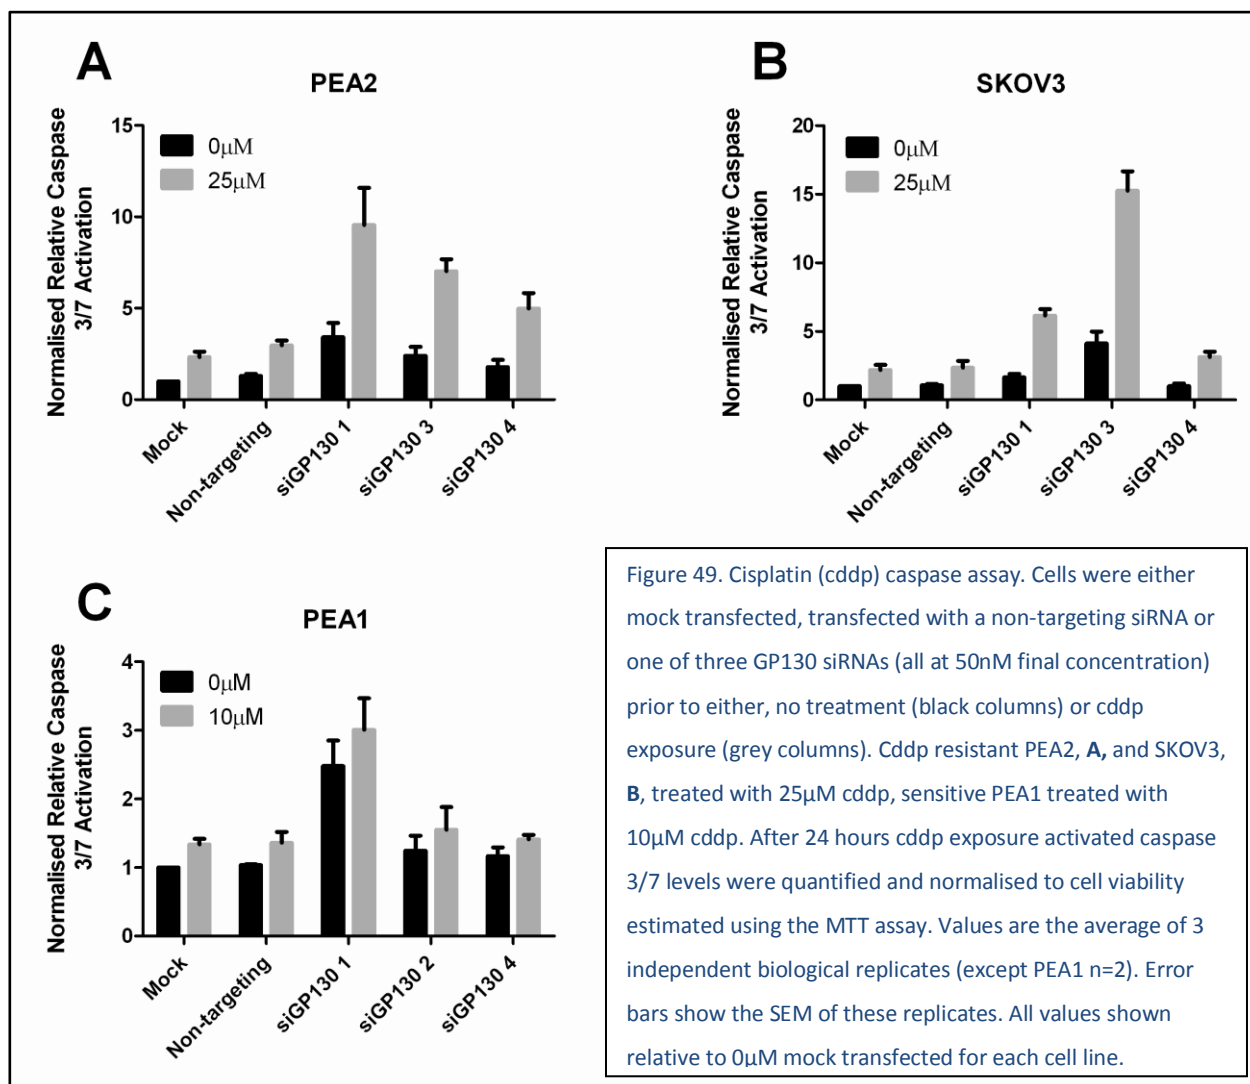 A
PEA2
Normalised Relative Caspase
3/7 Activation
15
10
5
0
0μM
25μM
Mock
Non-targeting
siGP130 1
siGP130 3
siGP130 4
B
SKOV3
Normalised Relative Caspase
3/7 Activation
20
15
10
5
0
0μM
25μM
Mock
Non-targeting
siGP130 1
siGP130 3
siGP130 4
C
PEA1
Normalised Relative Caspase
3/7 Activation
4
3
2
1
0
0μM
10μM
Mock
Non-targeting
siGP130 1
siGP130 2
siGP130 4
Figure 49. Cisplatin (cddp) caspase assay. Cells were either
mock transfected, transfected with a non-targeting siRNA or
one of three GP130 siRNAs (all at 50nM final concentration)
prior to either, no treatment (black columns) or cddp
exposure (grey columns). Cddp resistant PEA2, A, and SKOV3,
B, treated with 25μM cddp, sensitive PEA1 treated with
10μM cddp. After 24 hours cddp exposure activated caspase
3/7 levels were quantified and normalised to cell viability
estimated using the MTT assay. Values are the average of 3
independent biological replicates (except PEA1 n=2). Error
bars show the SEM of these replicates. All values shown
relative to 0μM mock transfected for each cell line.